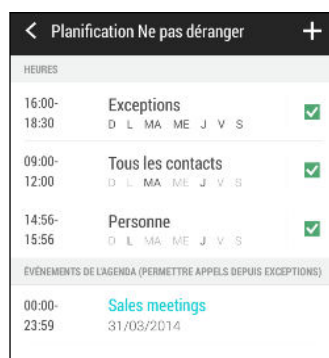 Planification Ne pas déranger
HEURES
16:00-
18:30
Exceptions
D L MA ME J V S
09:00-
12:00
Tous les contacts
D L MA ME J V S
14:56-
15:56
Personne
D L MA ME J V S
ÉVÉNEMENTS DE L'AGENDA (PERMETTRE APPELS DEPUIS EXCEPTIONS)
00:00-
23:59
Sales meetings
31/03/2014